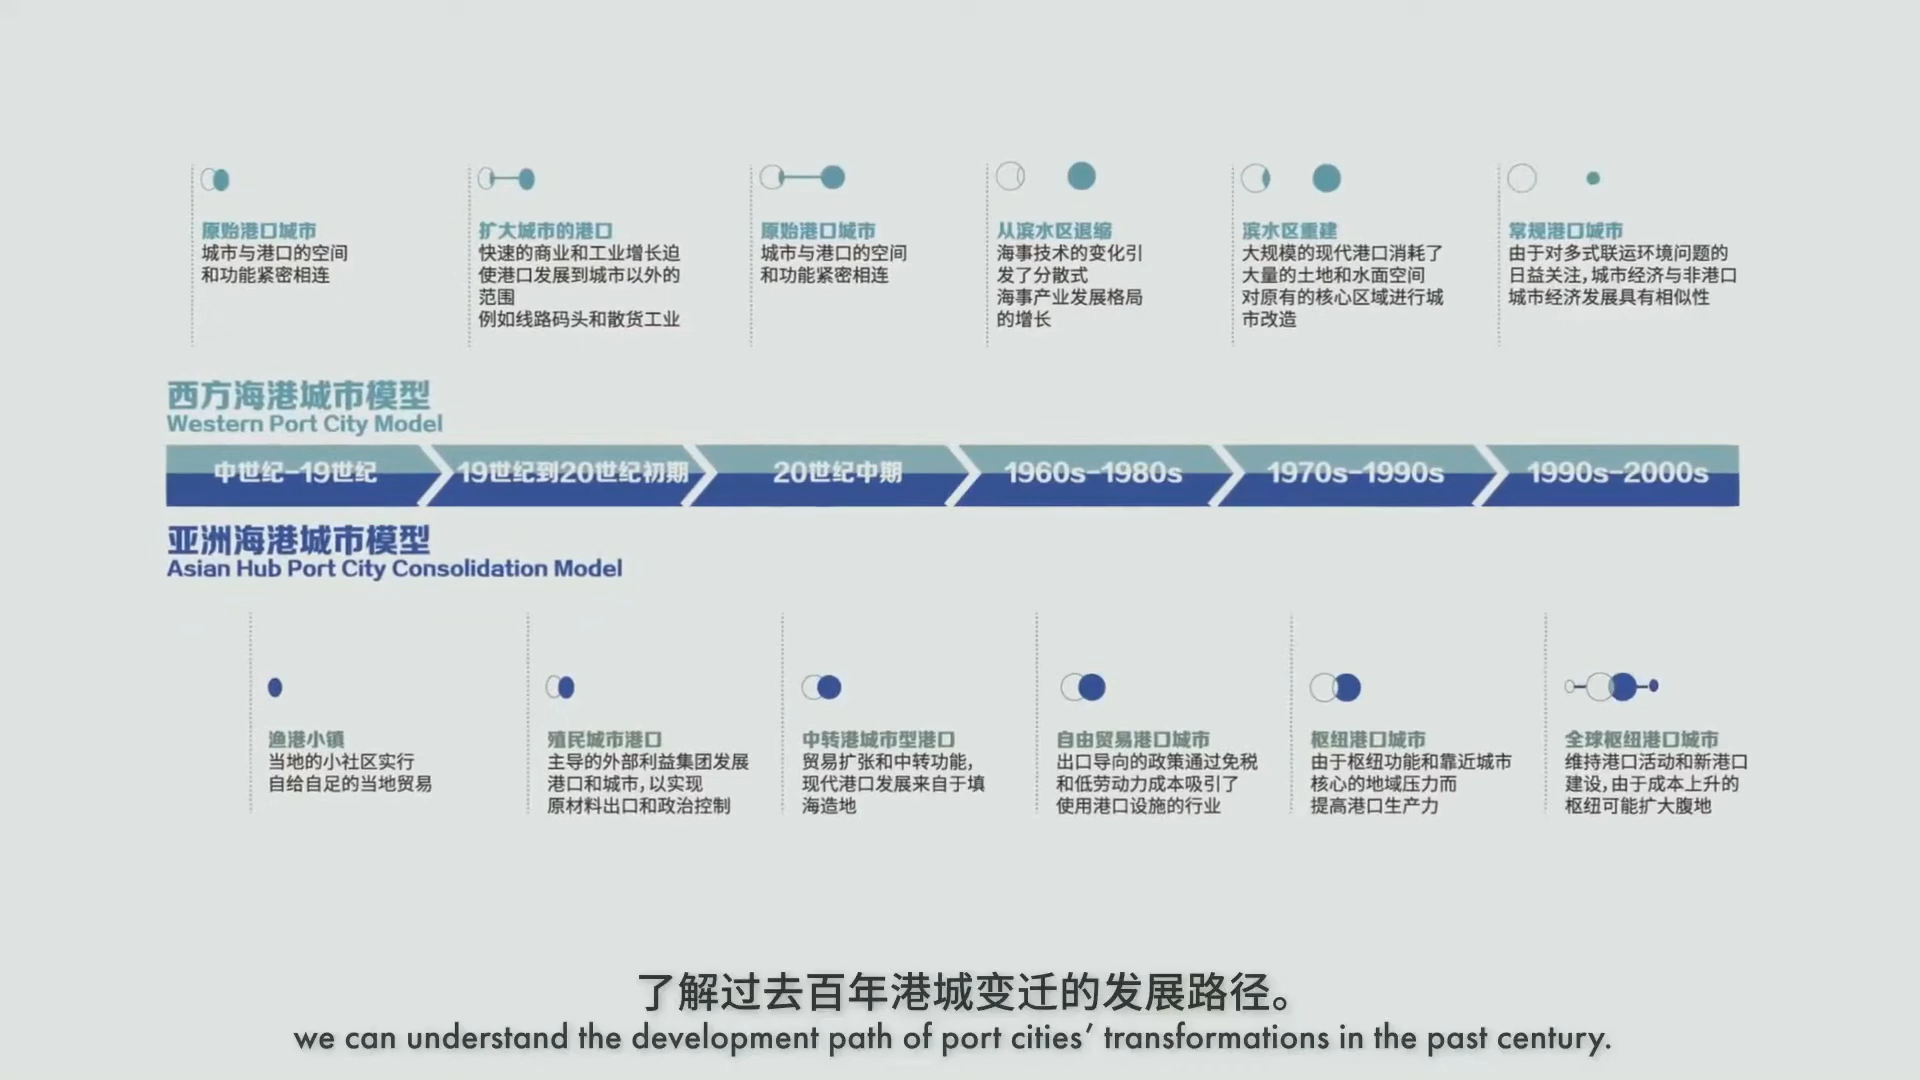 原始港口城市
城市与港口的空间
和功能紧密相连
扩大城市的港口
快速的商业和工业增长迫
使港口发展到城市以外的
范围
例如线路码头和散货工业
原始港口城市
城市与港口的空间
和功能紧密相连
从滨水区退缩
海事技术的变化引
发了分散式
海事产业发展格局
的增长
滨水区重建
大规模的现代港口消耗了
大量的土地和水面空间
对原有的核心区域进行城
市改造
常规港口城市
由于对多式联运环境问题的
日益关注,城市经济与非港口
城市经济发展具有相似性
西方海港城市模型
Western Port City Model
中世纪-19世纪
19世纪到20世纪初期
20世纪中期
1960s-1980s
1970s-1990s
1990s-2000s
亚洲海港城市模型
Asian Hub Port City Consolidation Model
渔港小镇
当地的小社区实行
自给自足的当地贸易
殖民城市港口
主导的外部利益集团发展
港口和城市,以实现
原材料出口和政治控制
中转港城市型港口
贸易扩张和中转功能,
现代港口发展来自于填
海造地
自由贸易港口城市
出口导向的政策通过免税
和低劳动力成本吸引了
使用港口设施的行业
枢纽港口城市
由于枢纽功能和靠近城市
核心的地域压力而
提高港口生产力
全球枢纽港口城市
维持港口活动和新港口
建设,由于成本上升的
枢纽可能扩大腹地
了解过去百年港城变迁的发展路径。
we can understand the development path of port cities’ transformations in the past century.